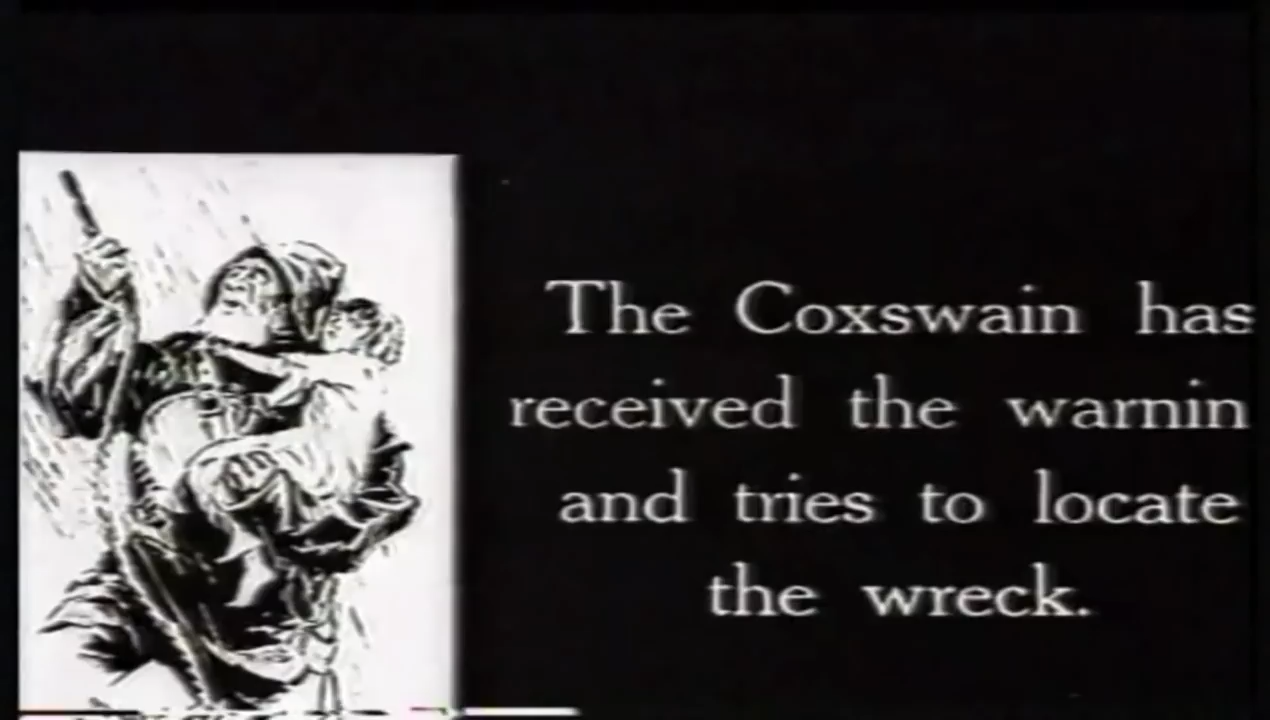 The Coxswain has
received the warnin
and tries to locate
the wreck.